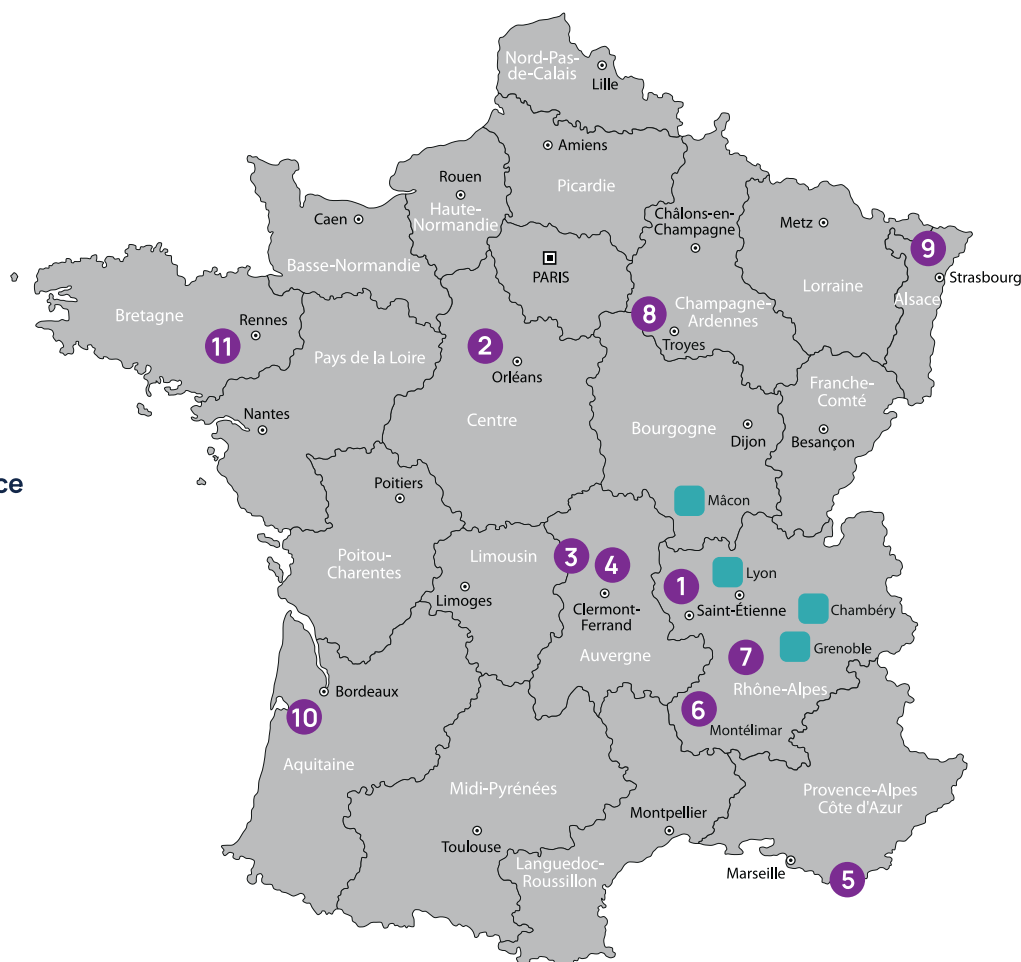 Nord-Pas-
de-Calais
Lille
Amiens
Picardie
Rouen
Haute-
Normandie
Caen
Basse-Normandie
Châlons-en-
Champagne
Metz
9
Strasbourg
Alsace
Lorraine
PARIS
Champagne-
Ardennes
8
Troyes
Bretagne
Rennes
11
Pays de la Loire
2
Orléans
Centre
Franche-
Comté
Besançon
Bourgogne
Dijon
Nantes
ce
Poitiers
Mâcon
Poitou-
Charentes
Limousin
Limoges
3
4
Clermont-
Ferrand
Auvergne
1
Lyon
Saint-Étienne
Chambéry
Grenoble
7
Rhône-Alpes
6
Montélimar
Bordeaux
10
Aquitaine
Midi-Pyrénées
Toulouse
Montpellier
Languedoc-
Roussillon
Provence-Alpes
Côte d'Azur
Marseille
5